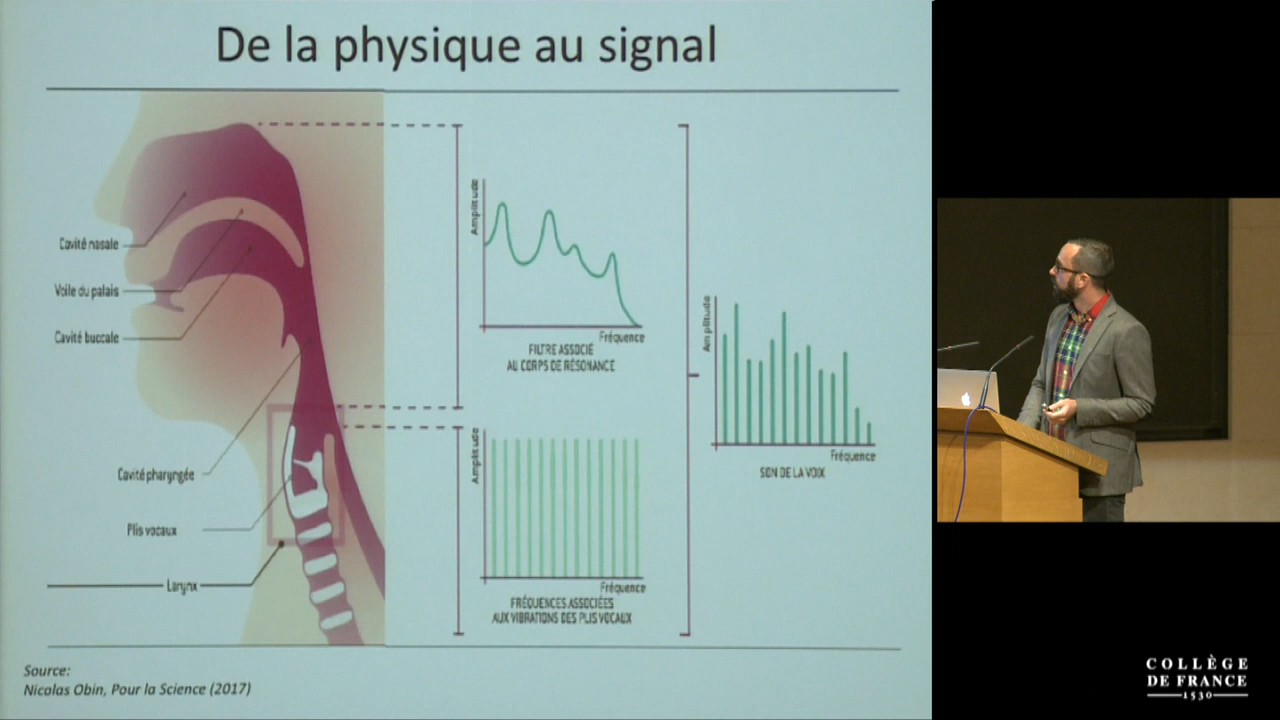 De la physique au signal
Cavité nasale
Voile du palais
Cavité buccale
Cavité pharyngée
Plis vocaux
Larynx
Amplitude
Fréquence
FILTRE ASSOCIÉ
AU CORPS DE RÉSONANCE
Amplitude
Fréquence
FRÉQUENCES ASSOCIÉES
AUX VIBRATIONS DES PLIS VOCAUX
Amplitude
Fréquence
SON DE LA VOIX
Source:
Nicolas Obin, Pour la Science (2017)
COLLÈGE
DE FRANCE
1530